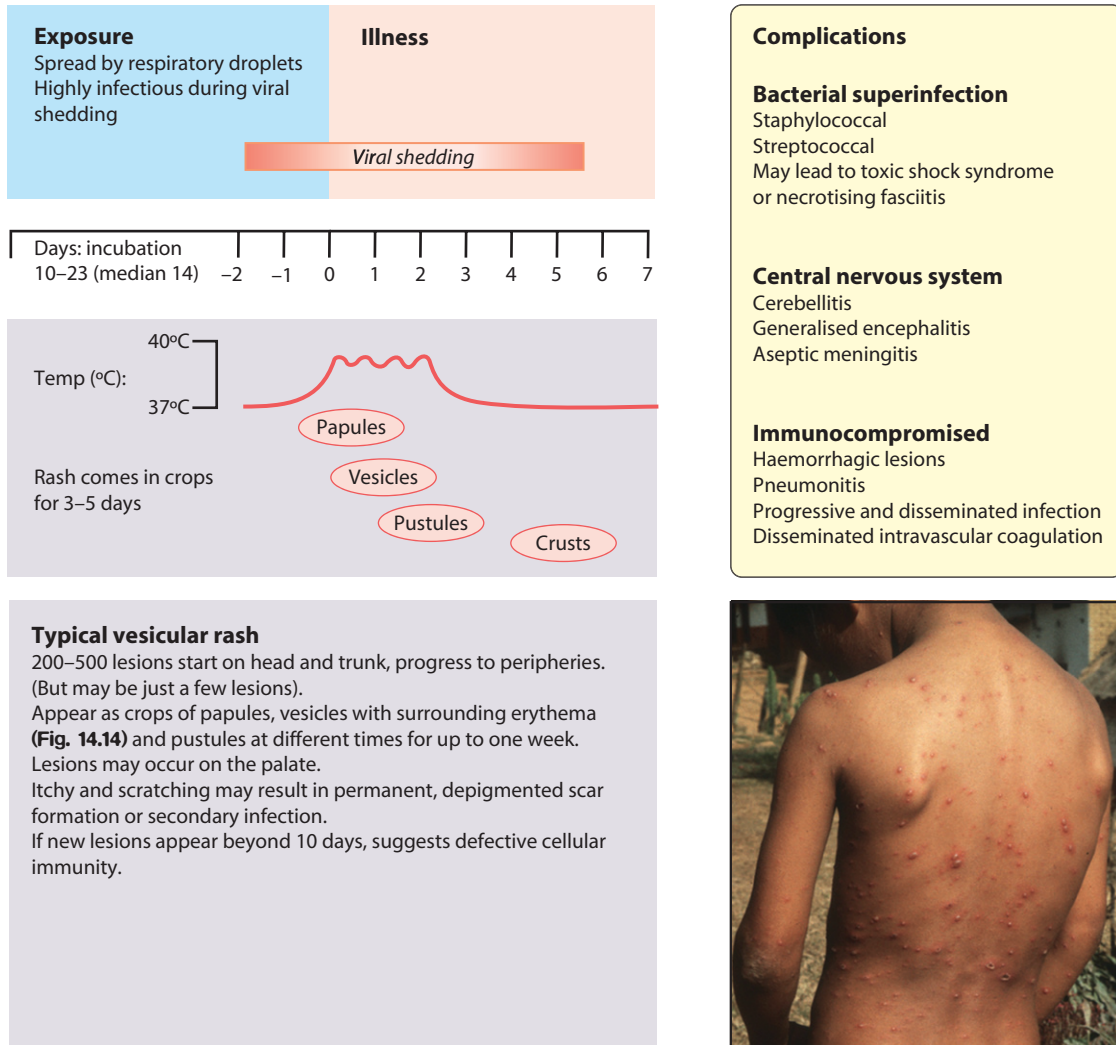 Exposure
Spread by respiratory droplets
Highly infectious during viral
shedding
Illness
Viral shedding
Days: incubation
10–23 (median 14)
–2 –1 0 1 2 3 4 5 6 7
40ºC
Temp (ºC):
37ºC
Papules
Rash comes in crops
for 3–5 days
Vesicles
Pustules
Crusts
Typical vesicular rash
200–500 lesions start on head and trunk, progress to peripheries.
(But may be just a few lesions).
Appear as crops of papules, vesicles with surrounding erythema
(Fig. 14.14) and pustules at different times for up to one week.
Lesions may occur on the palate.
Itchy and scratching may result in permanent, depigmented scar
formation or secondary infection.
If new lesions appear beyond 10 days, suggests defective cellular
immunity.
Complications
Bacterial superinfection
Staphylococcal
Streptococcal
May lead to toxic shock syndrome
or necrotising fasciitis
Central nervous system
Cerebellitis
Generalised encephalitis
Aseptic meningitis
Immunocompromised
Haemorrhagic lesions
Pneumonitis
Progressive and disseminated infection
Disseminated intravascular coagulation